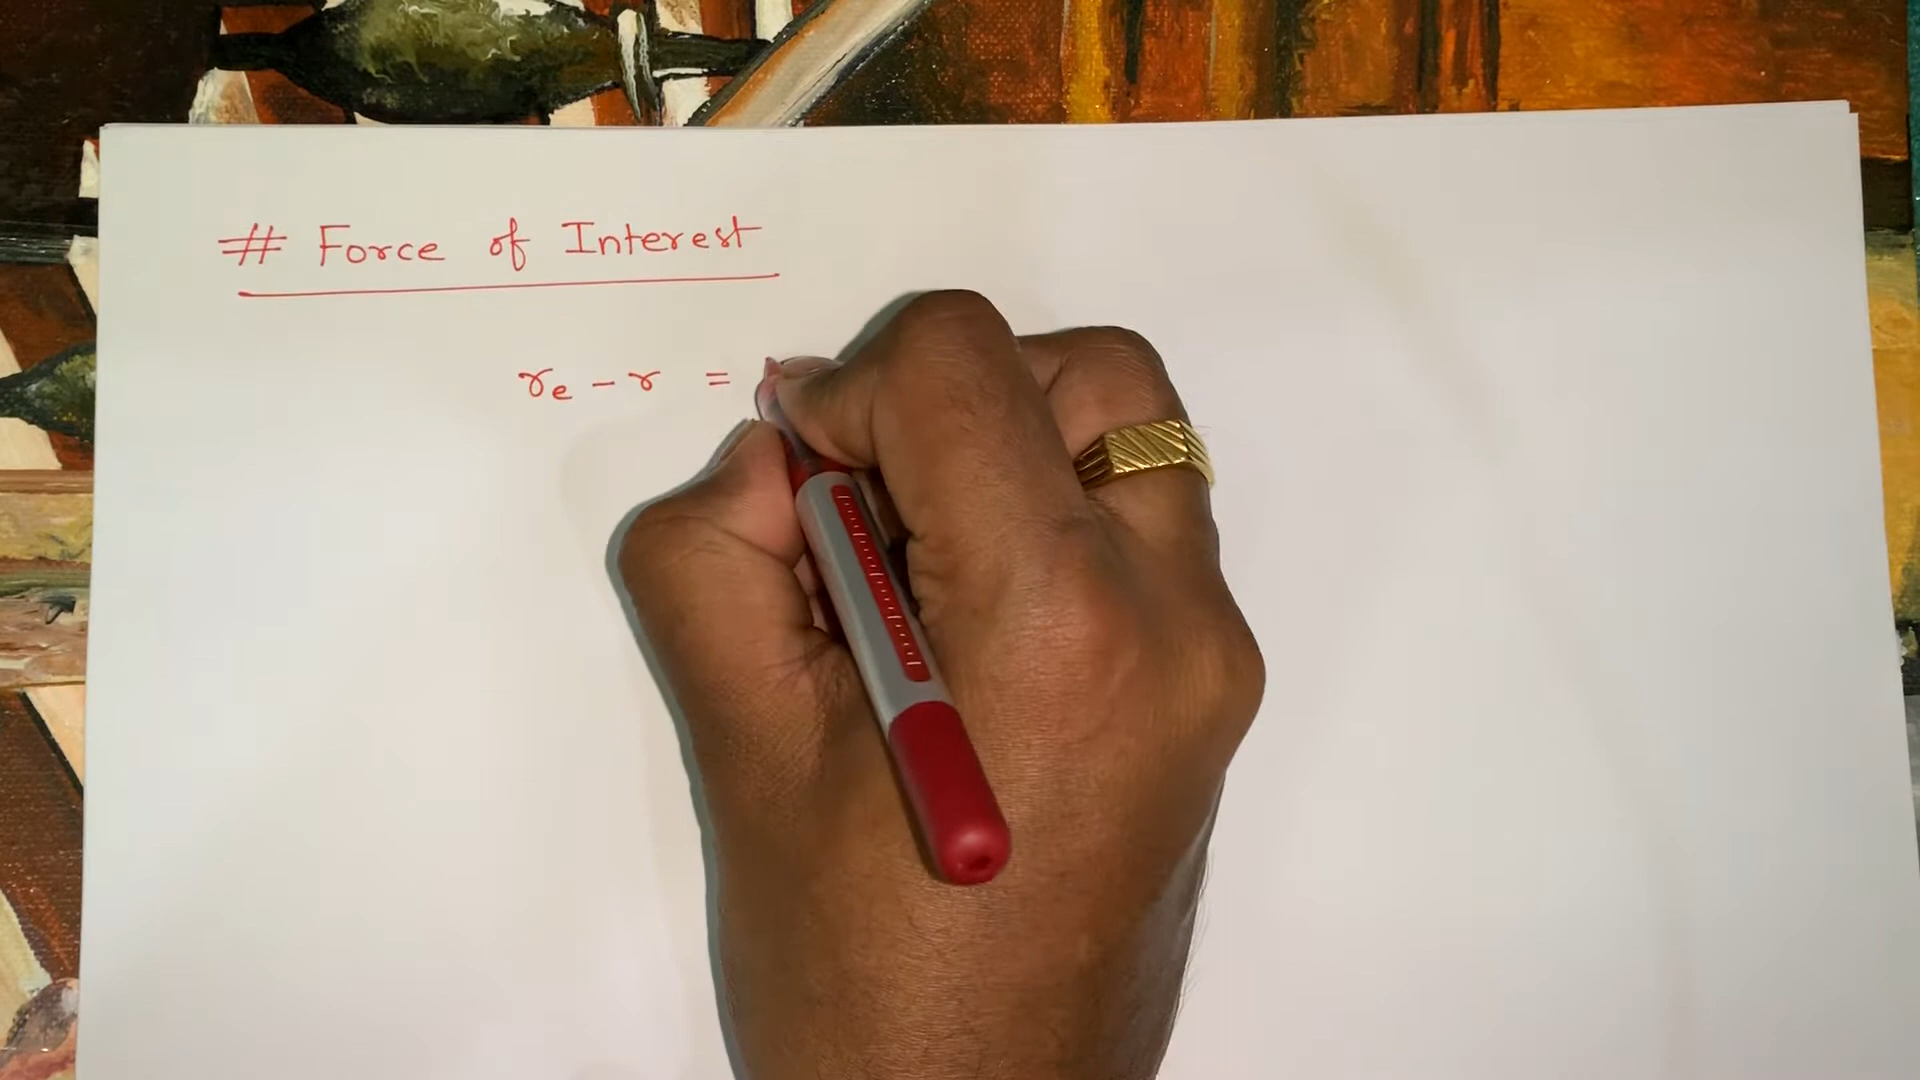 # Force of Interest
re - r =